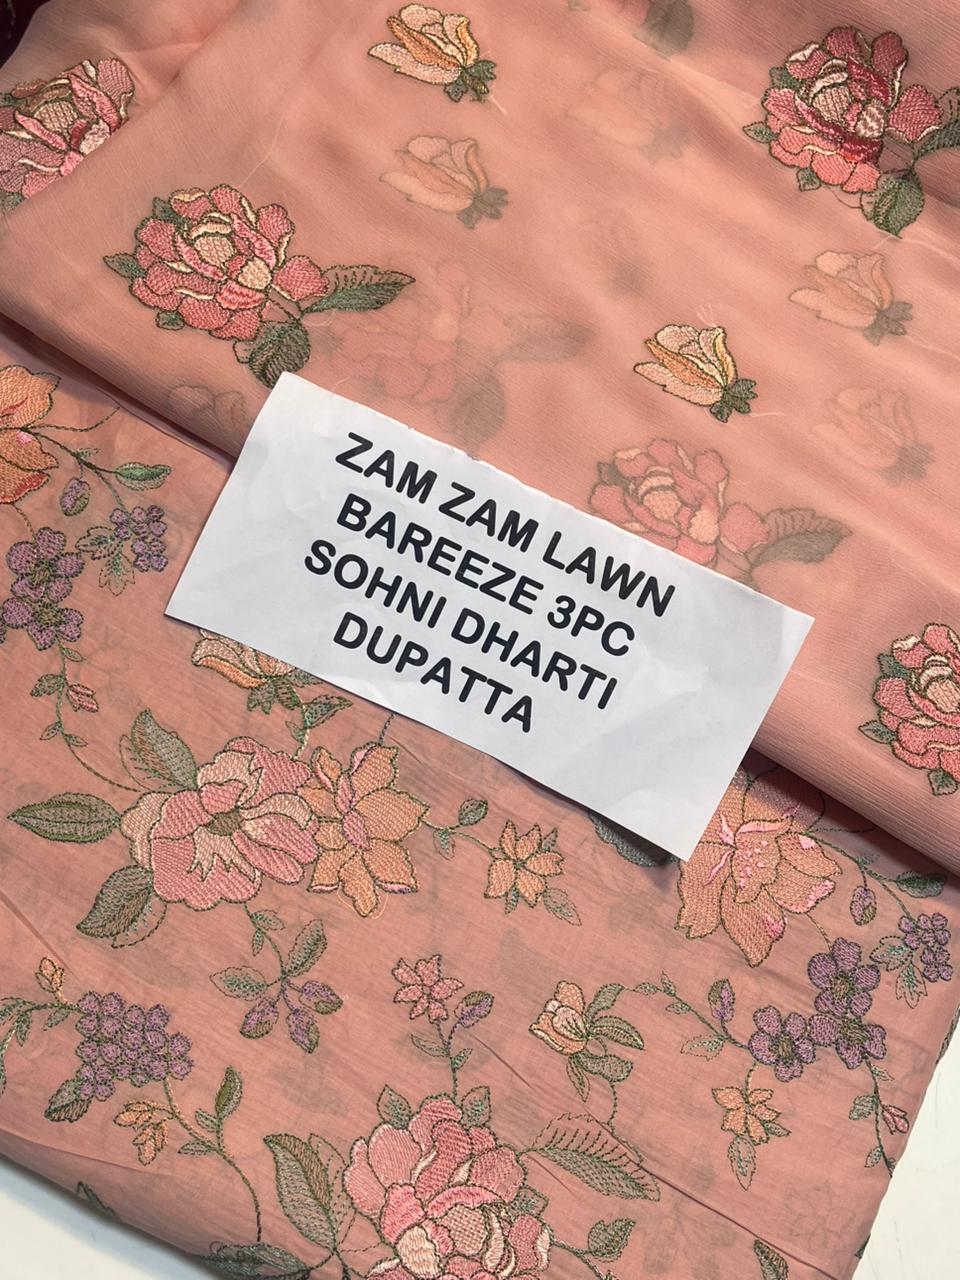 ZAM ZAM LAWN
BAREEZE 3PC
SOHNI DHARTI
DUPATTA